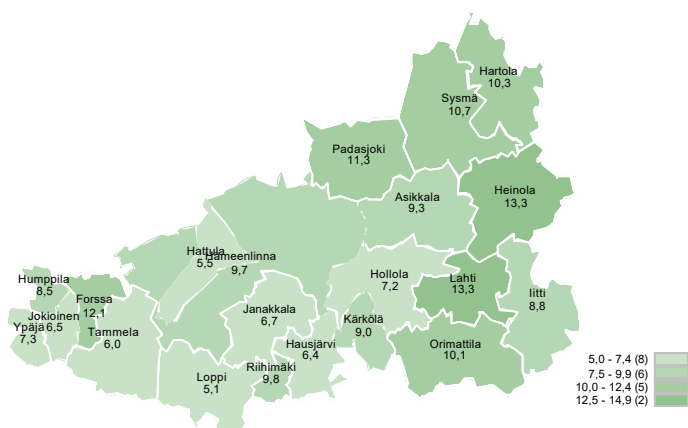 Hartola
10,3
Sysmä
10,7
Padasjoki
11,3
Heinola
13,3
Asikkala
9,3
Hattula
5,5
Hämeenlinna
9,7
Hollola
7,2
Lahti
13,3
Iitti
8,8
Humppila
8,5
Forssa
12,1
Jokioinen
6,5
Ypäjä
7,3
Tammela
6,0
Janakkala
6,7
Kärkölä
9,0
Hausjärvi
6,4
Orimattila
10,1
Riihimäki
9,8
Loppi
5,1
5,0 - 7,4 (8)
7,5 - 9,9 (6)
10,0 - 12,4 (5)
12,5 - 14,9 (2)